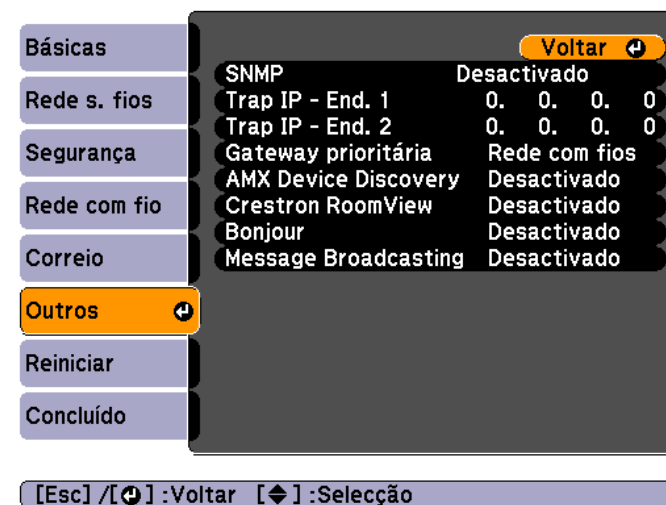 Básicas
Rede s. fios
Segurança
Rede com fio
Correio
Outros
Reiniciar
Concluído
Voltar
SNMP Desactivado
Trap IP - End. 1 0. 0. 0. 0
Trap IP - End. 2 0. 0. 0. 0
Gateway prioritária Rede com fios
AMX Device Discovery Desactivado
Crestron RoomView Desactivado
Bonjour Desactivado
Message Broadcasting Desactivado
[Esc] /[ ] :Voltar [ ] :Selecção